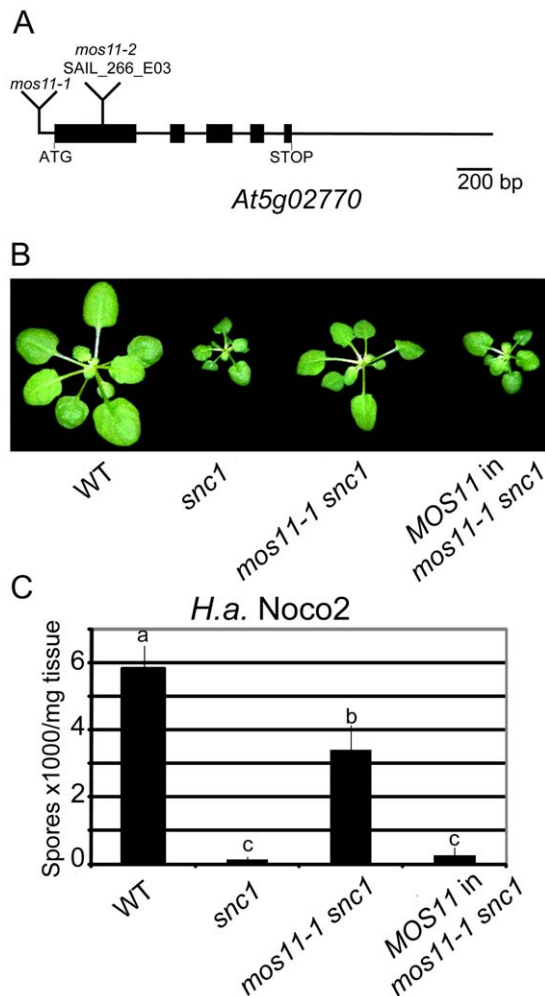 A
mos11-2
SAIL_266_E03
mos11-1
ATG
STOP
200 bp
At5g02770
B
WT
snc1
mos11-1 snc1
MOS11 in
mos11-1 snc1
C
H.a. Noco2
Spores x1000/mg tissue
6
4
2
0
a
c
b
c
WT
snc1
mos11-1 snc1
MOS11 in
mos11-1 snc1